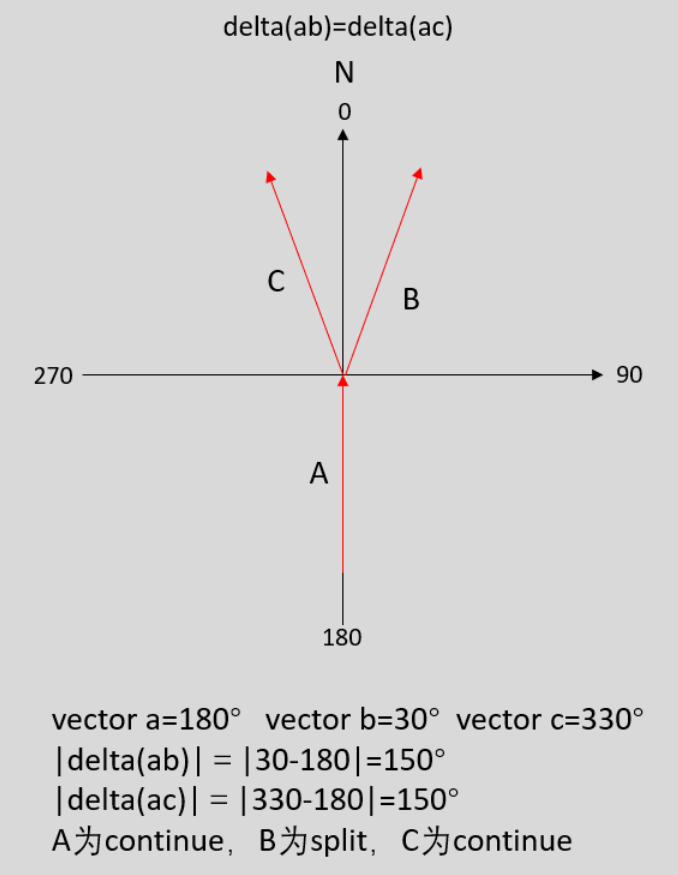 delta(ab)=delta(ac)
N
0
C
B
270
90
A
180
vector a=180° vector b=30° vector c=330°
|delta(ab)| = |30-180|=150°
|delta(ac)| = |330-180|=150°
A为continue，B为split，C为continue